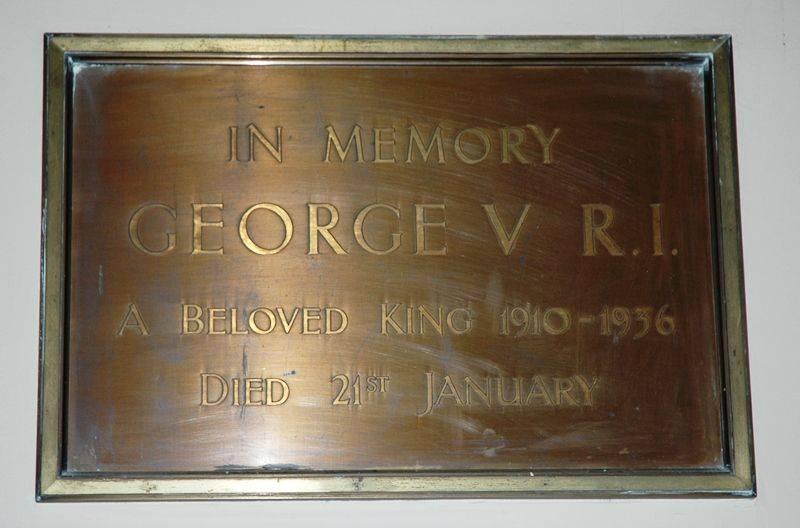 IN MEMORY
GEORGE V R.I.
A BELOVED KING 1910-1936
DIED 21ST JANUARY